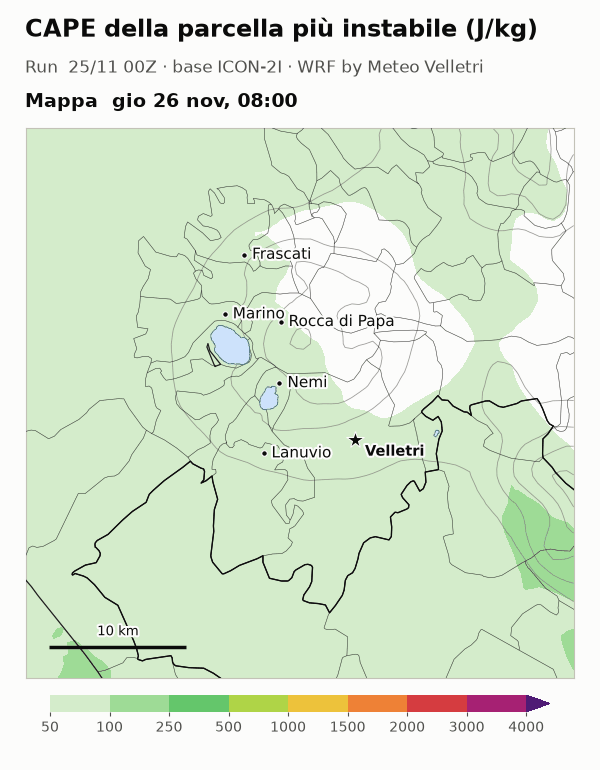 CAPE della parcella più instabile (J/kg)
Run  25/11 00Z · base ICON-2I · WRF by Meteo Velletri
Mappa  gio 26 nov, 08:00
Frascati
Marino
Rocca di Papa
Nemi
Velletri
Lanuvio
10 km
50 100 250 500 1000 1500 2000 3000 4000